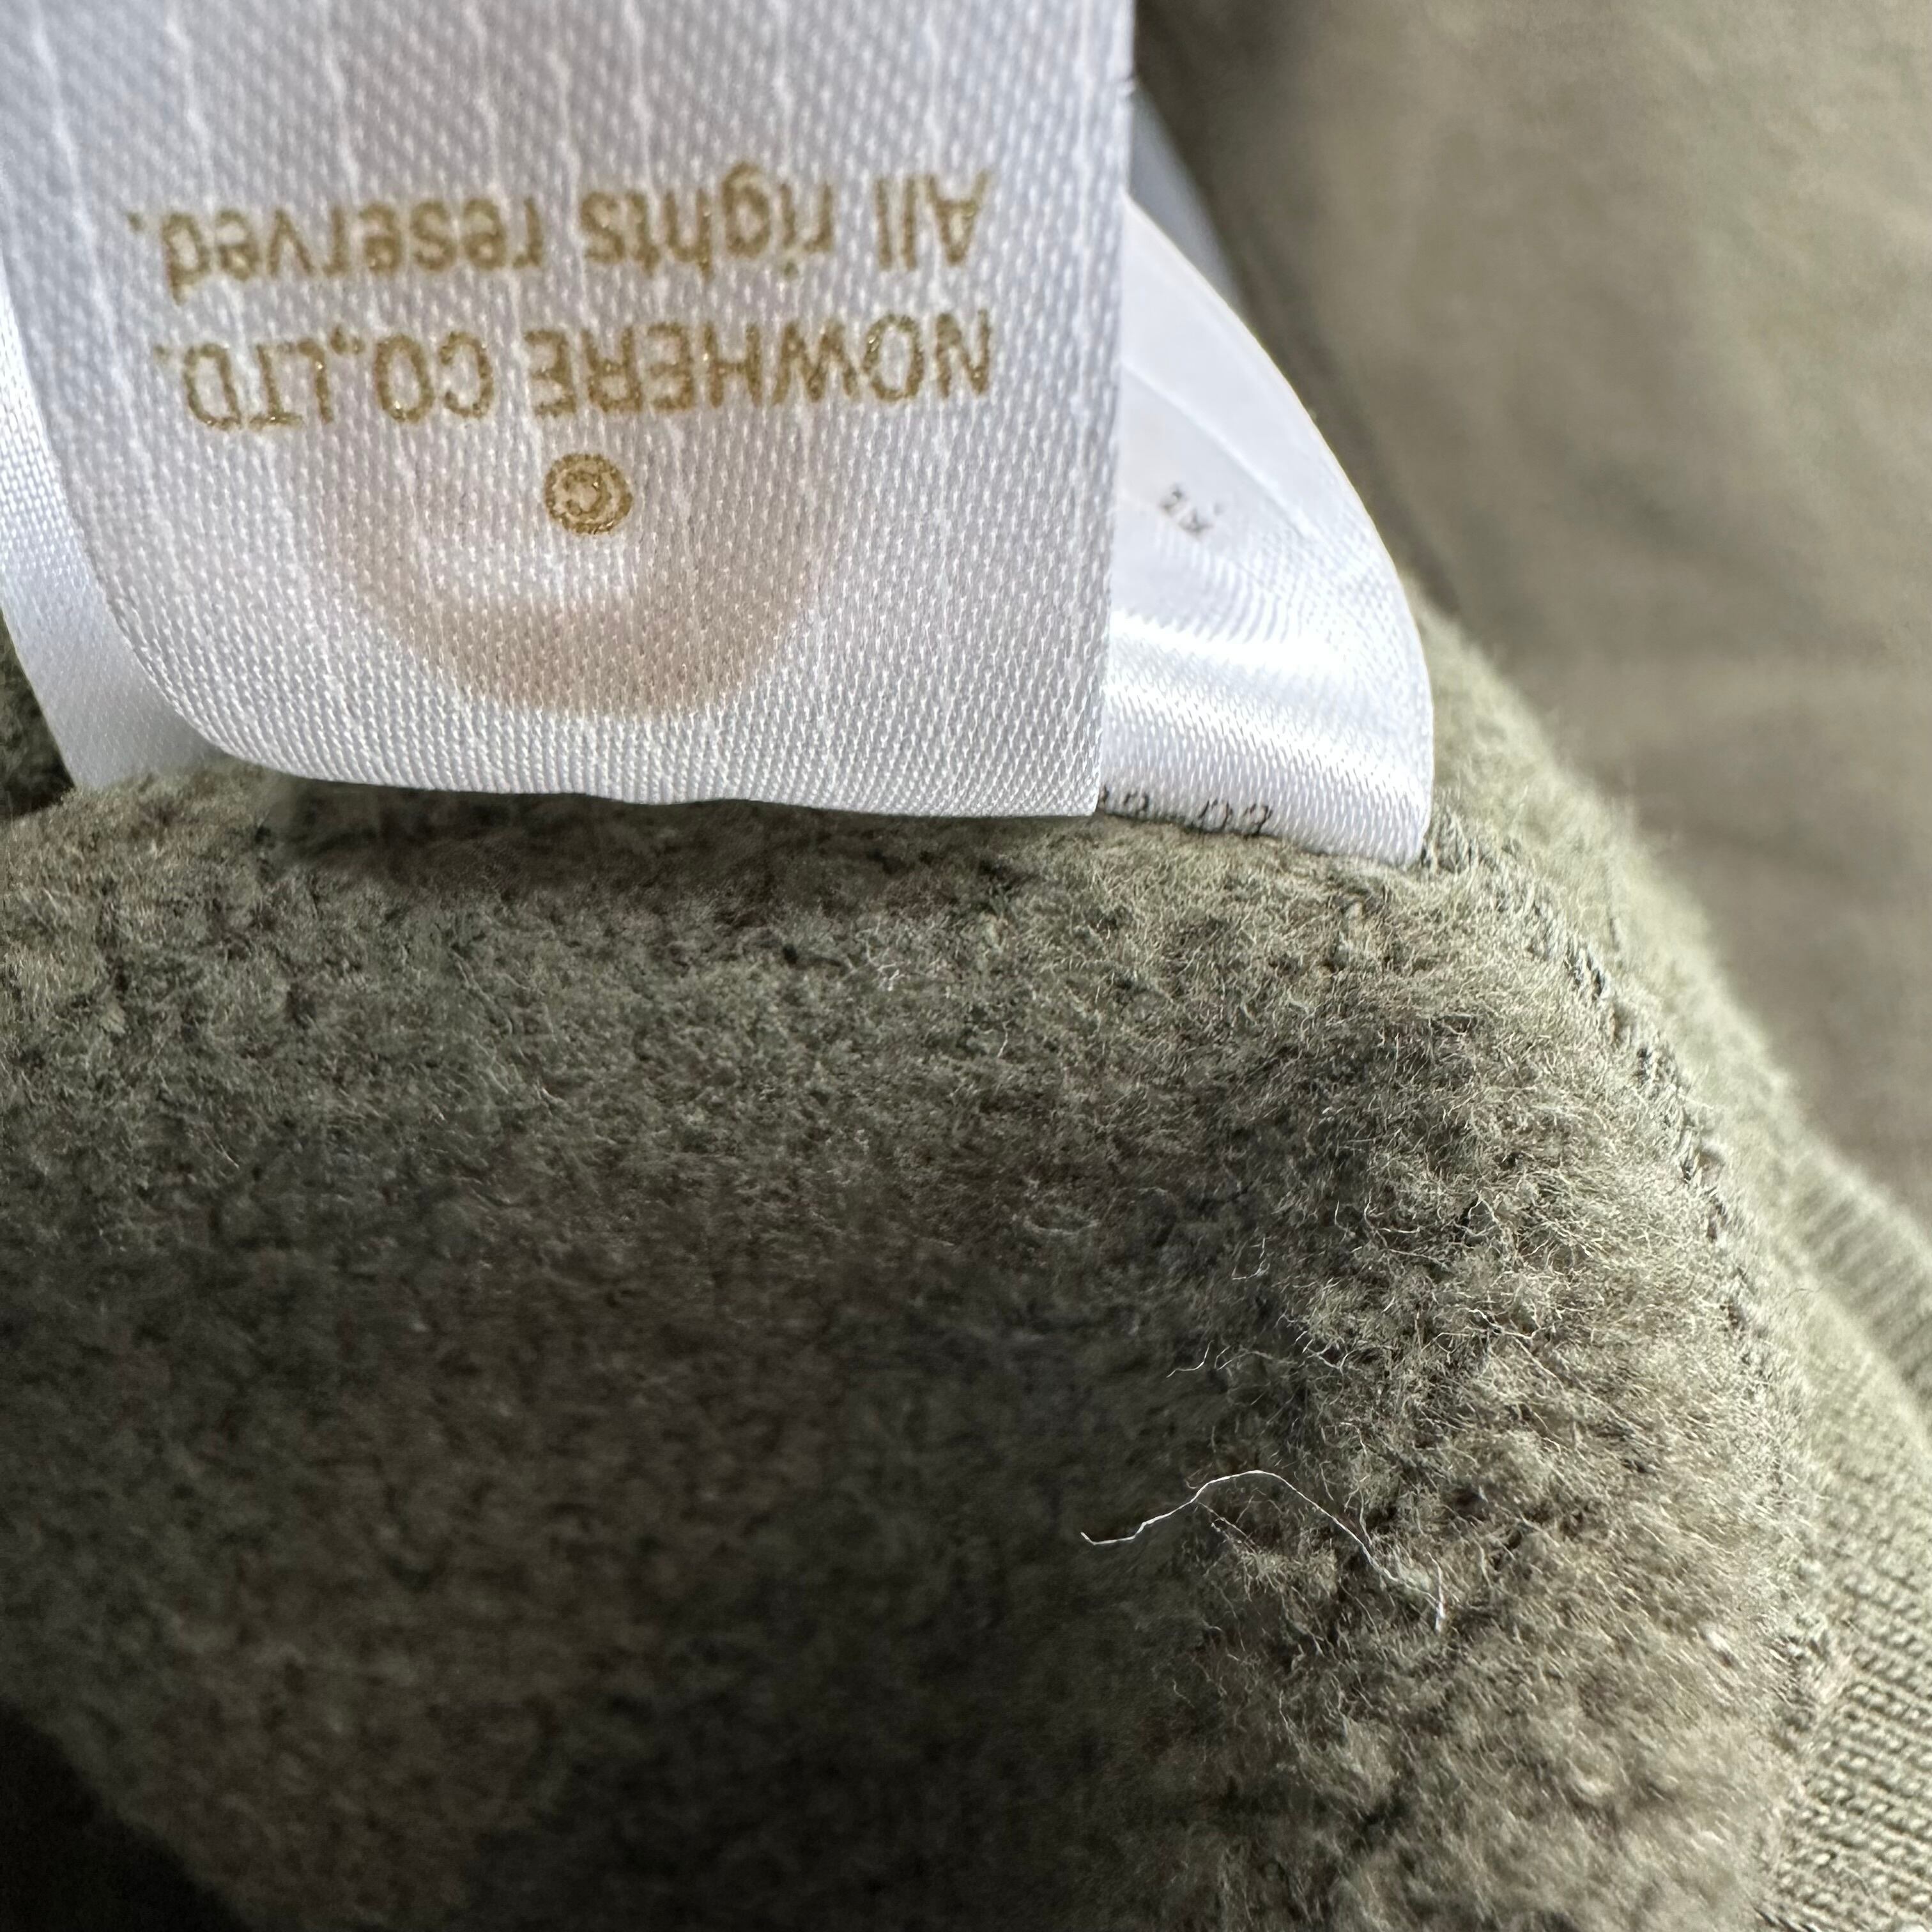 ©
NOWHERE CO.,LTD.
All rights reserved.